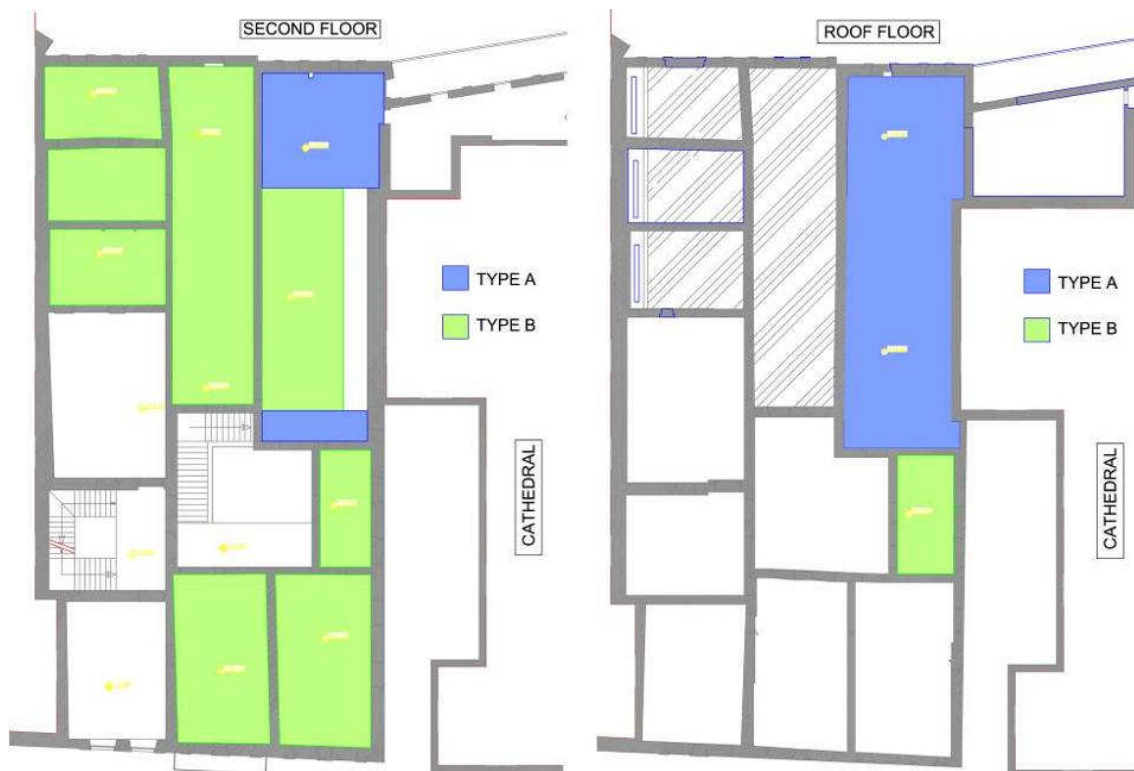 SECOND FLOOR
TYPE A
TYPE B
CATHEDRAL
ROOF FLOOR
TYPE A
TYPE B
CATHEDRAL